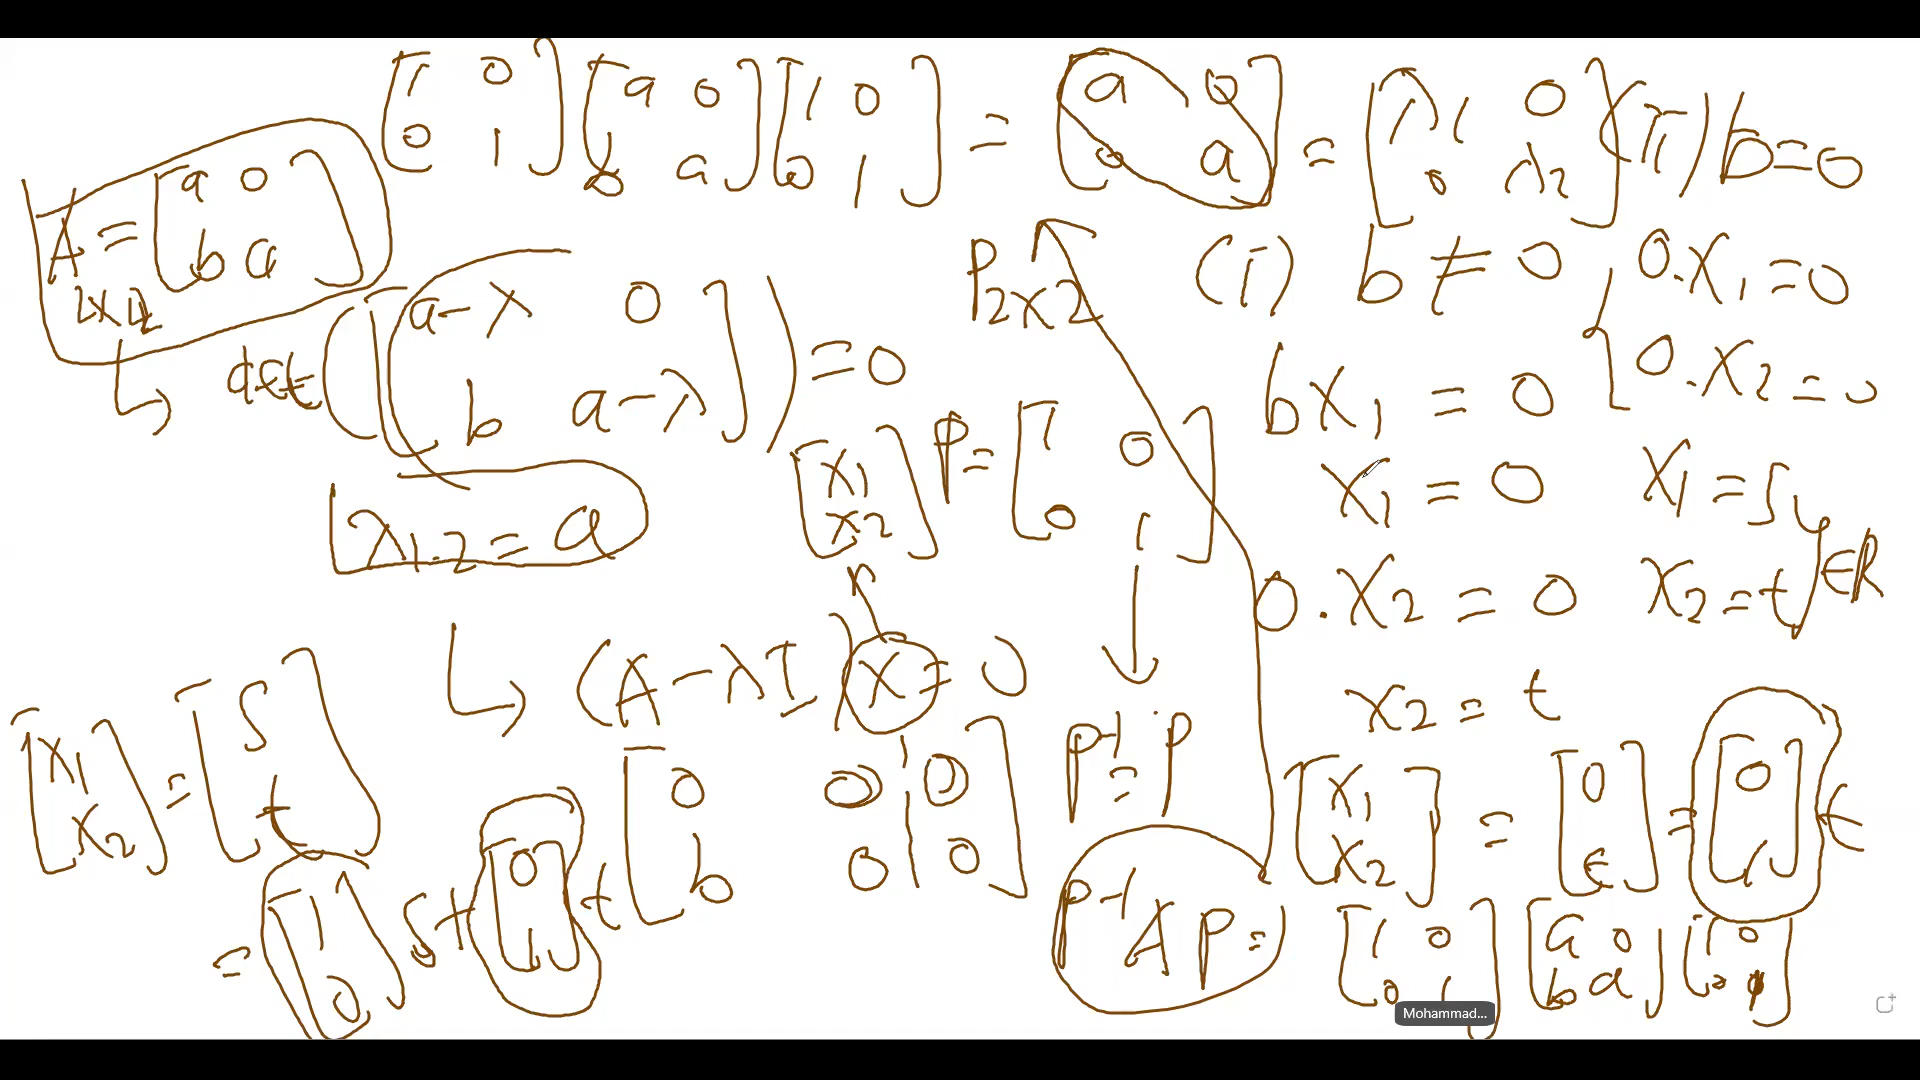 [1 0; 0 1] [a 0; b a] [1 0; 0 1] = [a 0; 0 a] = [λ1 0; 0 λ2] (II) b=0
A = [a 0; b a]
2x2
(I) b ≠ 0, { 0.x1 = 0
0.x2 = 0
P2x2
det([a-λ 0; b a-λ]) = 0
bx1 = 0
λ1,2 = a
[x1; x2] P = [1 0; 0 1]
x1 = 0
x1 = s
0.x2 = 0
x2 = t } ∈ R
(A - λI) x = 0
x2 = t
[x1; x2] = [s; t]
P-1 = P
[0 0 | 0; b 0 | 0]
[x1; x2] = [0; t] = [0; 1] t
= [1; 0] s + [0; 1] t
P-1 A P = [1 0; 0 1] [a 0; b a] [1 0; 0 1]
Mohammad...